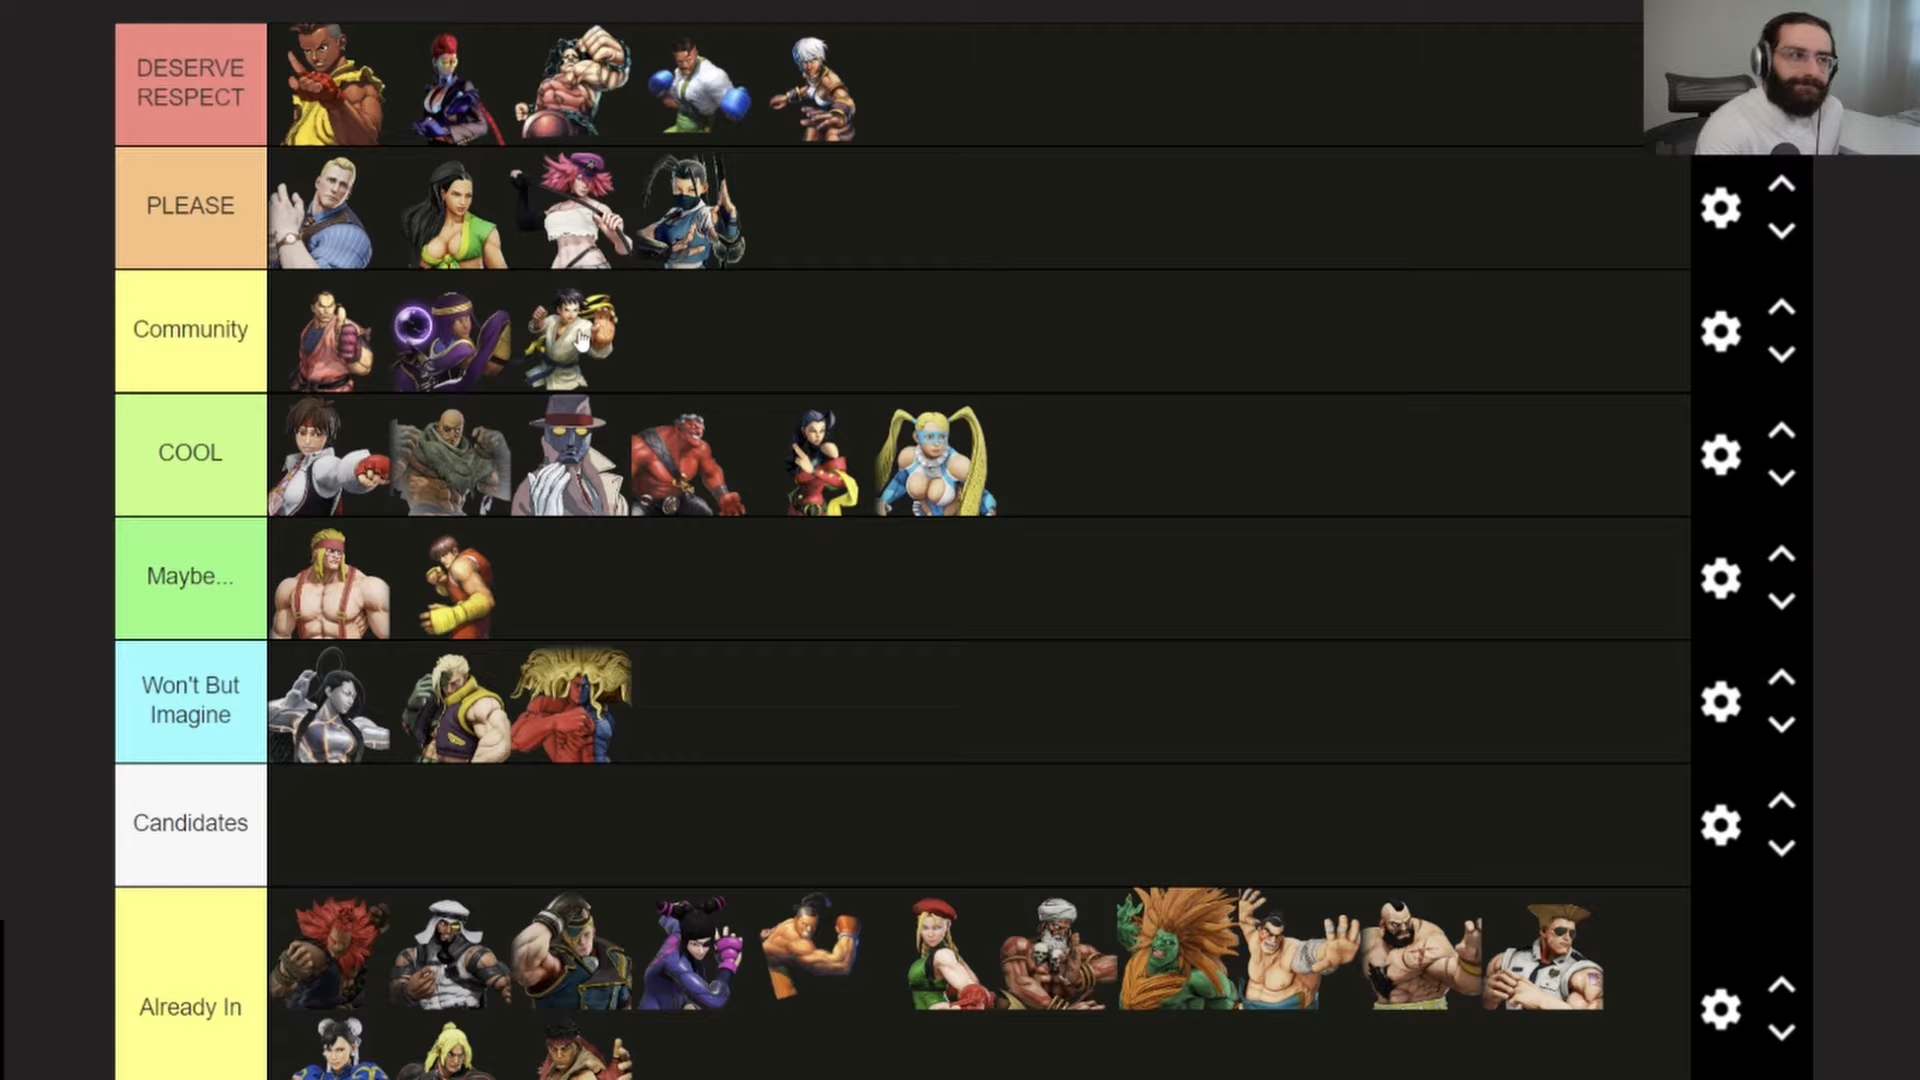 DESERVE
RESPECT
PLEASE
Community
COOL
Maybe...
Won't But
Imagine
Candidates
Already In